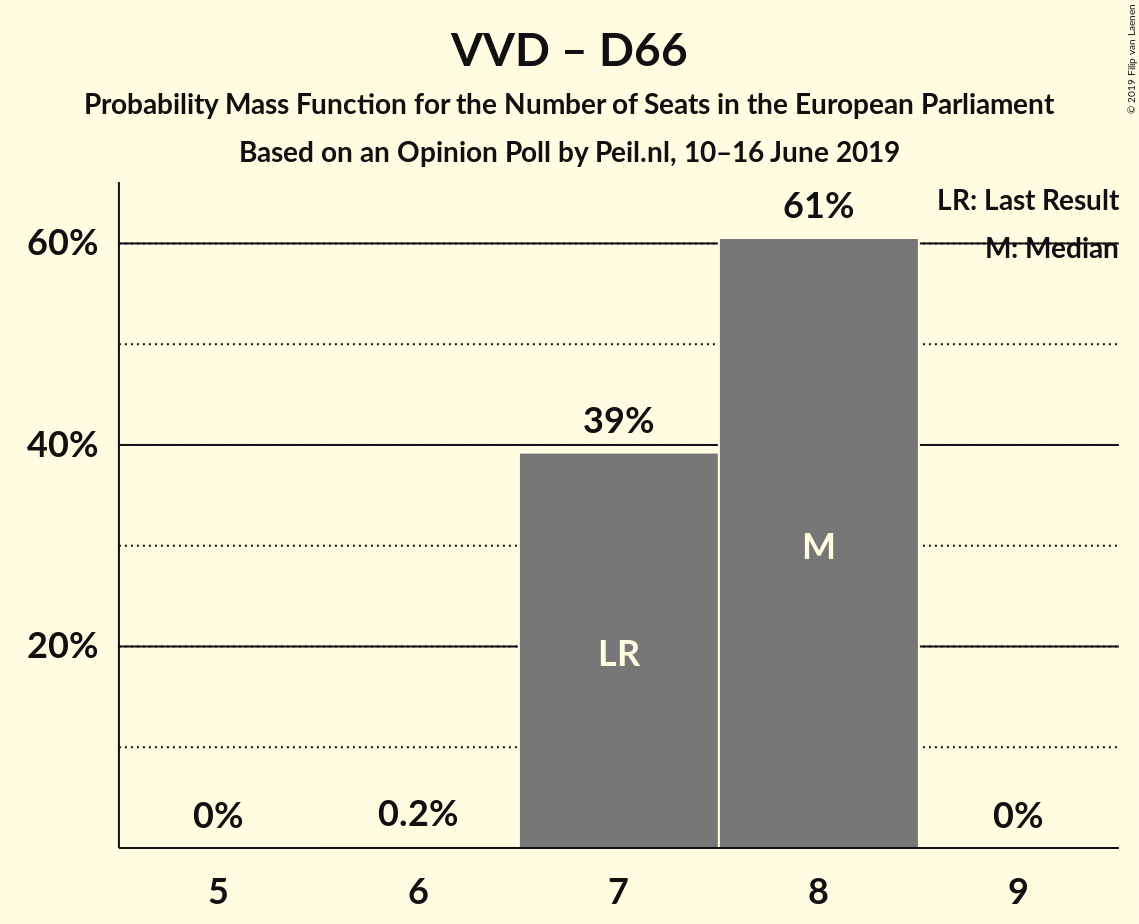 VVD – D66
Probability Mass Function for the Number of Seats in the European Parliament
Based on an Opinion Poll by Peil.nl, 10–16 June 2019
© 2019 Filip van Laenen
LR: Last Result
M: Median
60%
40%
20%
0%
0.2%
39%
61%
0%
LR
M
5
6
7
8
9